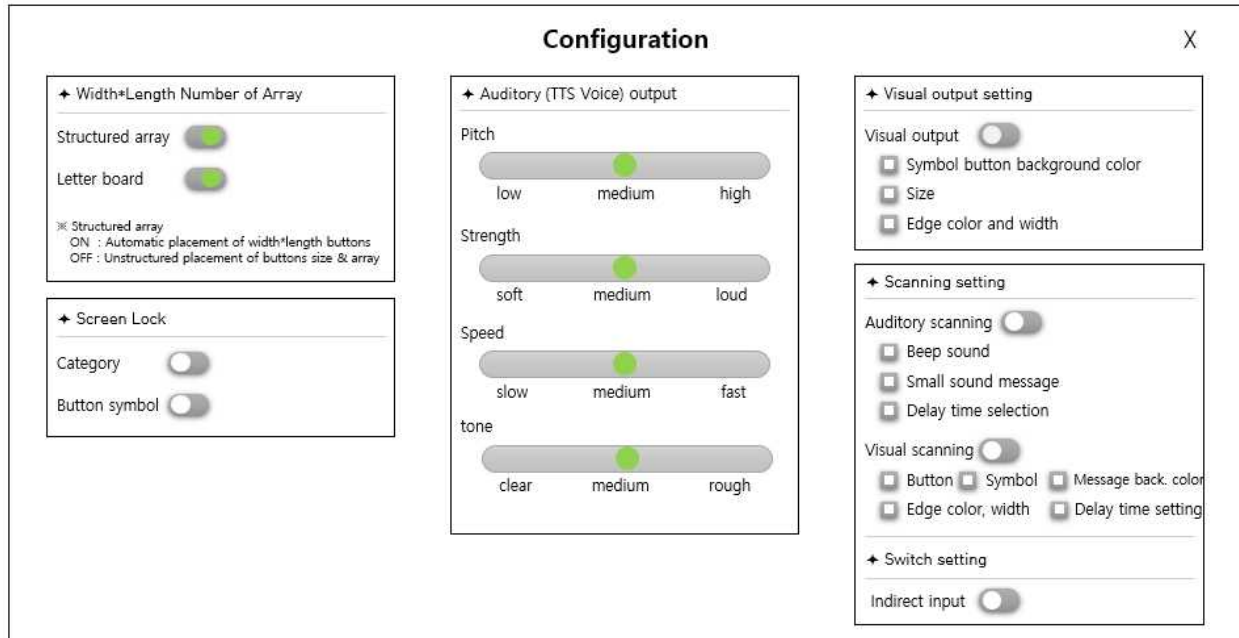 Configuration
X
✦ Width*Length Number of Array
Structured array
Letter board
※ Structured array
ON : Automatic placement of width*length buttons
OFF : Unstructured placement of buttons size & array
✦ Screen Lock
Category
Button symbol
✦ Auditory (TTS Voice) output
Pitch
low medium high
Strength
soft medium loud
Speed
slow medium fast
tone
clear medium rough
✦ Visual output setting
Visual output
Symbol button background color
Size
Edge color and width
✦ Scanning setting
Auditory scanning
Beep sound
Small sound message
Delay time selection
Visual scanning
Button Symbol Message back. color
Edge color, width Delay time setting
✦ Switch setting
Indirect input